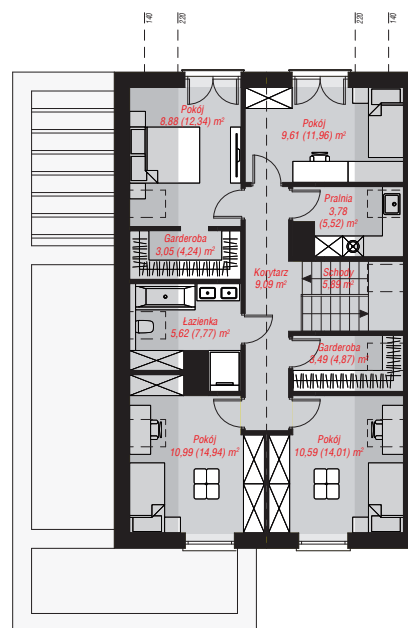 140
220
220
140
Pokój
8,88 (12,34) m²
Pokój
9,61 (11,96) m²
Pralnia
3,78
(5,52) m²
Garderoba
3,05 (4,24) m²
Korytarz
9,09 m²
Schody
5,89 m²
Łazienka
5,62 (7,77) m²
Garderoba
3,49 (4,87) m²
Pokój
10,99 (14,94) m²
Pokój
10,59 (14,01) m²